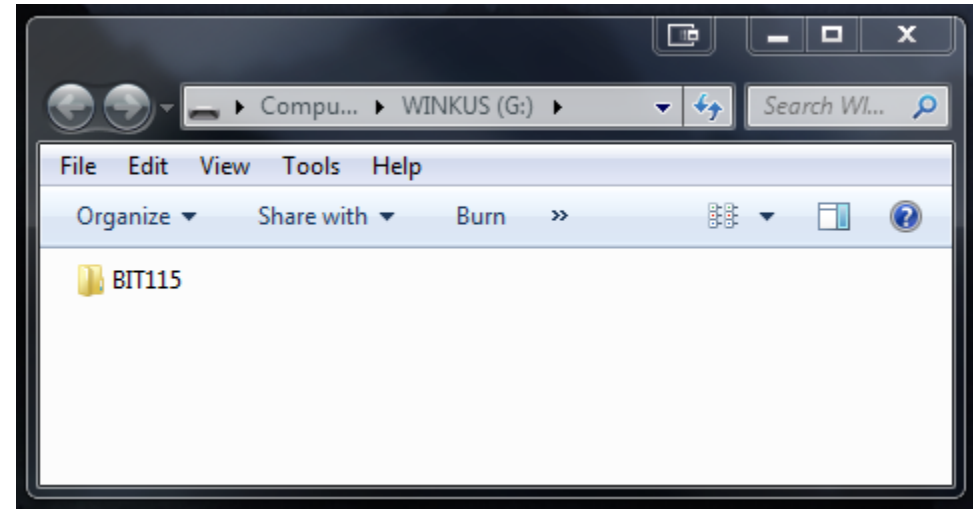 Compu... WINKUS (G:) Search WI...
File Edit View Tools Help
Organize Share with Burn »
BIT115